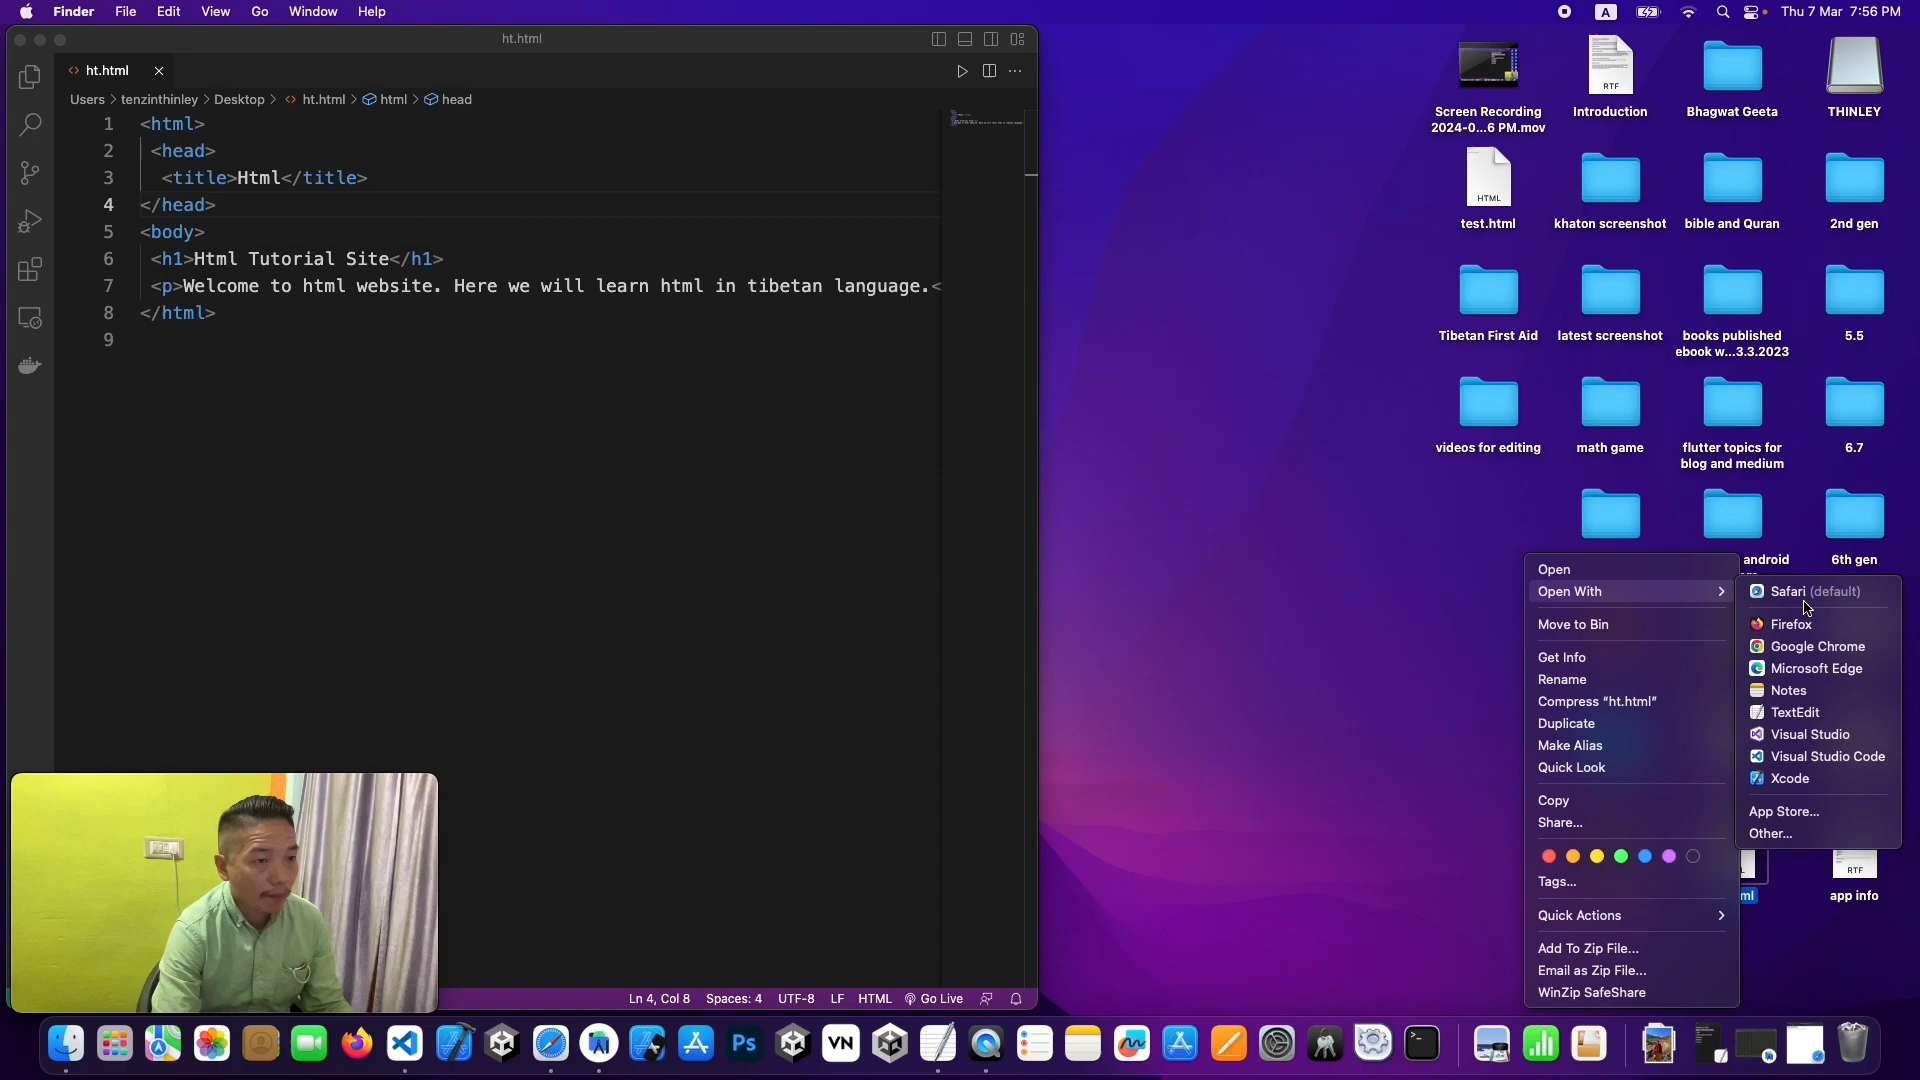 Finder File Edit View Go Window Help
A
Thu 7 Mar 7:56 PM
ht.html
ht.html
Users > tenzinthinley > Desktop > ht.html > html > head
1 <html>
2 <head>
3 <title>Html</title>
4 </head>
5 <body>
6 <h1>Html Tutorial Site</h1>
7 <p>Welcome to html website. Here we will learn html in tibetan language.<
8 </html>
9
Ln 4, Col 8 Spaces: 4 UTF-8 LF HTML Go Live
RTF
Screen Recording
2024-0...6 PM.mov
Introduction
Bhagwat Geeta
THINLEY
HTML
test.html
khaton screenshot
bible and Quran
2nd gen
Tibetan First Aid
latest screenshot
books published
ebook w...3.3.2023
5.5
videos for editing
math game
flutter topics for
blog and medium
6.7
android
6th gen
Open
Open With
Move to Bin
Get Info
Rename
Compress “ht.html”
Duplicate
Make Alias
Quick Look
Copy
Share...
Tags...
Quick Actions
Add To Zip File...
Email as Zip File...
WinZip SafeShare
Safari (default)
Firefox
Google Chrome
Microsoft Edge
Notes
TextEdit
Visual Studio
Visual Studio Code
Xcode
App Store...
Other...
RTF
ml
app info
Ps
VN